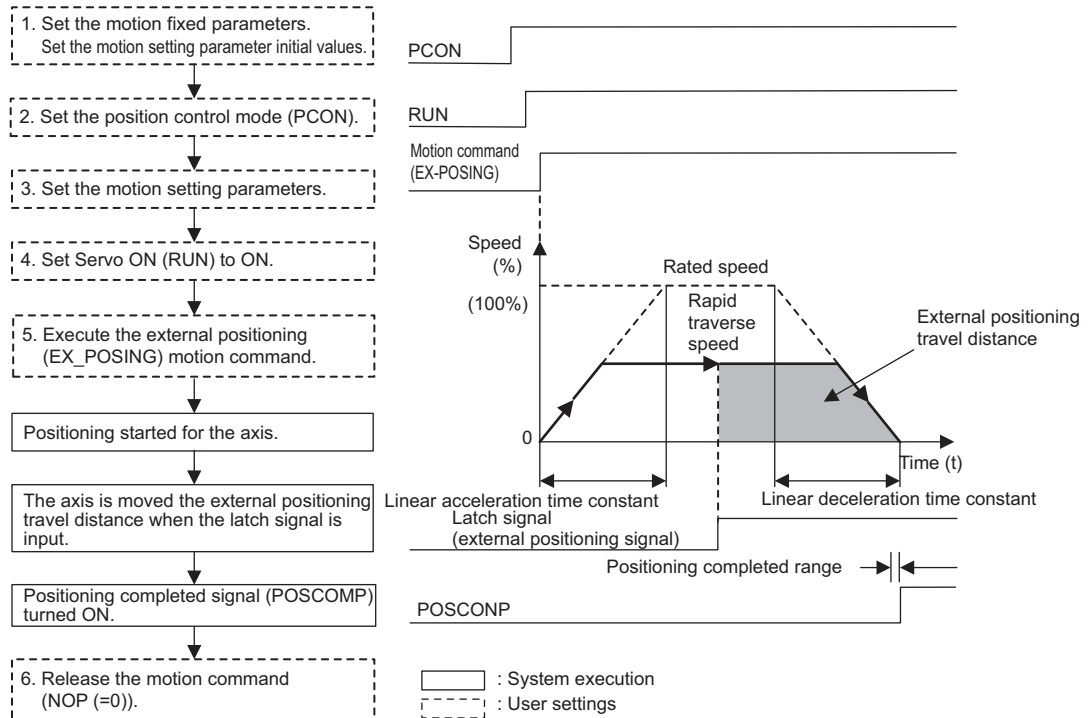 1. Set the motion fixed parameters.
Set the motion setting parameter initial values.
2. Set the position control mode (PCON).
3. Set the motion setting parameters.
4. Set Servo ON (RUN) to ON.
5. Execute the external positioning
(EX_POSING) motion command.
Positioning started for the axis.
The axis is moved the external positioning
travel distance when the latch signal is
input.
Positioning completed signal (POSCOMP)
turned ON.
6. Release the motion command
(NOP (=0)).
PCON
RUN
Motion command
(EX-POSING)
Speed
(%)
(100%)
Rated speed
Rapid
traverse
speed
External positioning
travel distance
0
Time (t)
Linear acceleration time constant
Linear deceleration time constant
Latch signal
(external positioning signal)
Positioning completed range
POSCONP
: System execution
: User settings